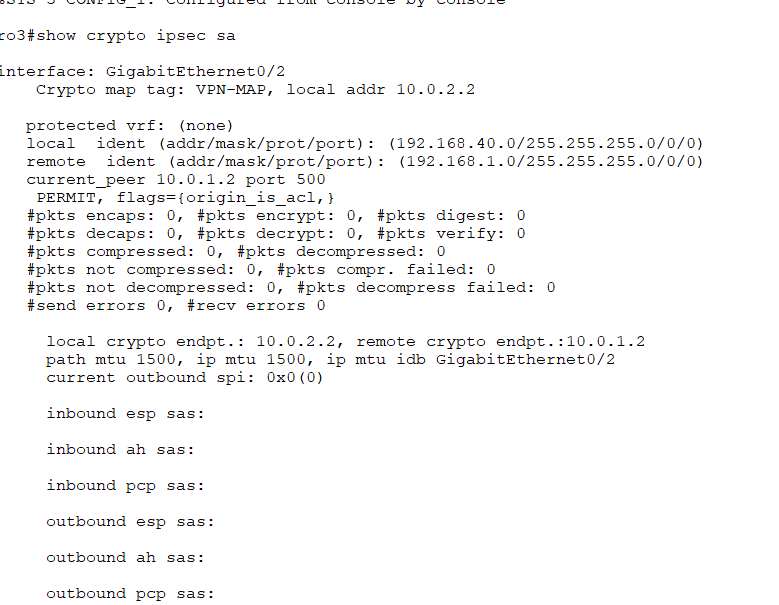 %SYS-5-CONFIG_I: Configured from console by console
ro3#show crypto ipsec sa
interface: GigabitEthernet0/2
Crypto map tag: VPN-MAP, local addr 10.0.2.2
protected vrf: (none)
local  ident (addr/mask/prot/port): (192.168.40.0/255.255.255.0/0/0)
remote  ident (addr/mask/prot/port): (192.168.1.0/255.255.255.0/0/0)
current_peer 10.0.1.2 port 500
PERMIT, flags={origin_is_acl,}
#pkts encaps: 0, #pkts encrypt: 0, #pkts digest: 0
#pkts decaps: 0, #pkts decrypt: 0, #pkts verify: 0
#pkts compressed: 0, #pkts decompressed: 0
#pkts not compressed: 0, #pkts compr. failed: 0
#pkts not decompressed: 0, #pkts decompress failed: 0
#send errors 0, #recv errors 0
local crypto endpt.: 10.0.2.2, remote crypto endpt.:10.0.1.2
path mtu 1500, ip mtu 1500, ip mtu idb GigabitEthernet0/2
current outbound spi: 0x0(0)
inbound esp sas:
inbound ah sas:
inbound pcp sas:
outbound esp sas:
outbound ah sas:
outbound pcp sas: